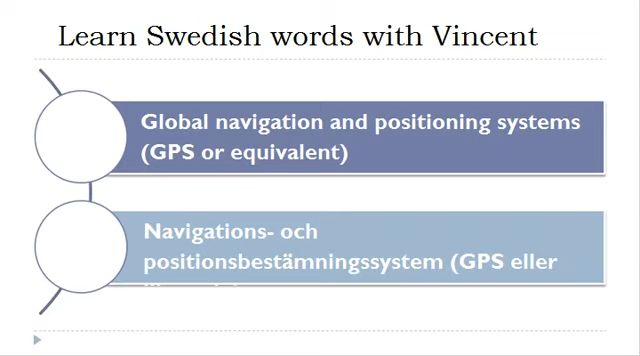 Learn Swedish words with Vincent
Global navigation and positioning systems
(GPS or equivalent)
Navigations- och
positionsbestämningssystem (GPS eller